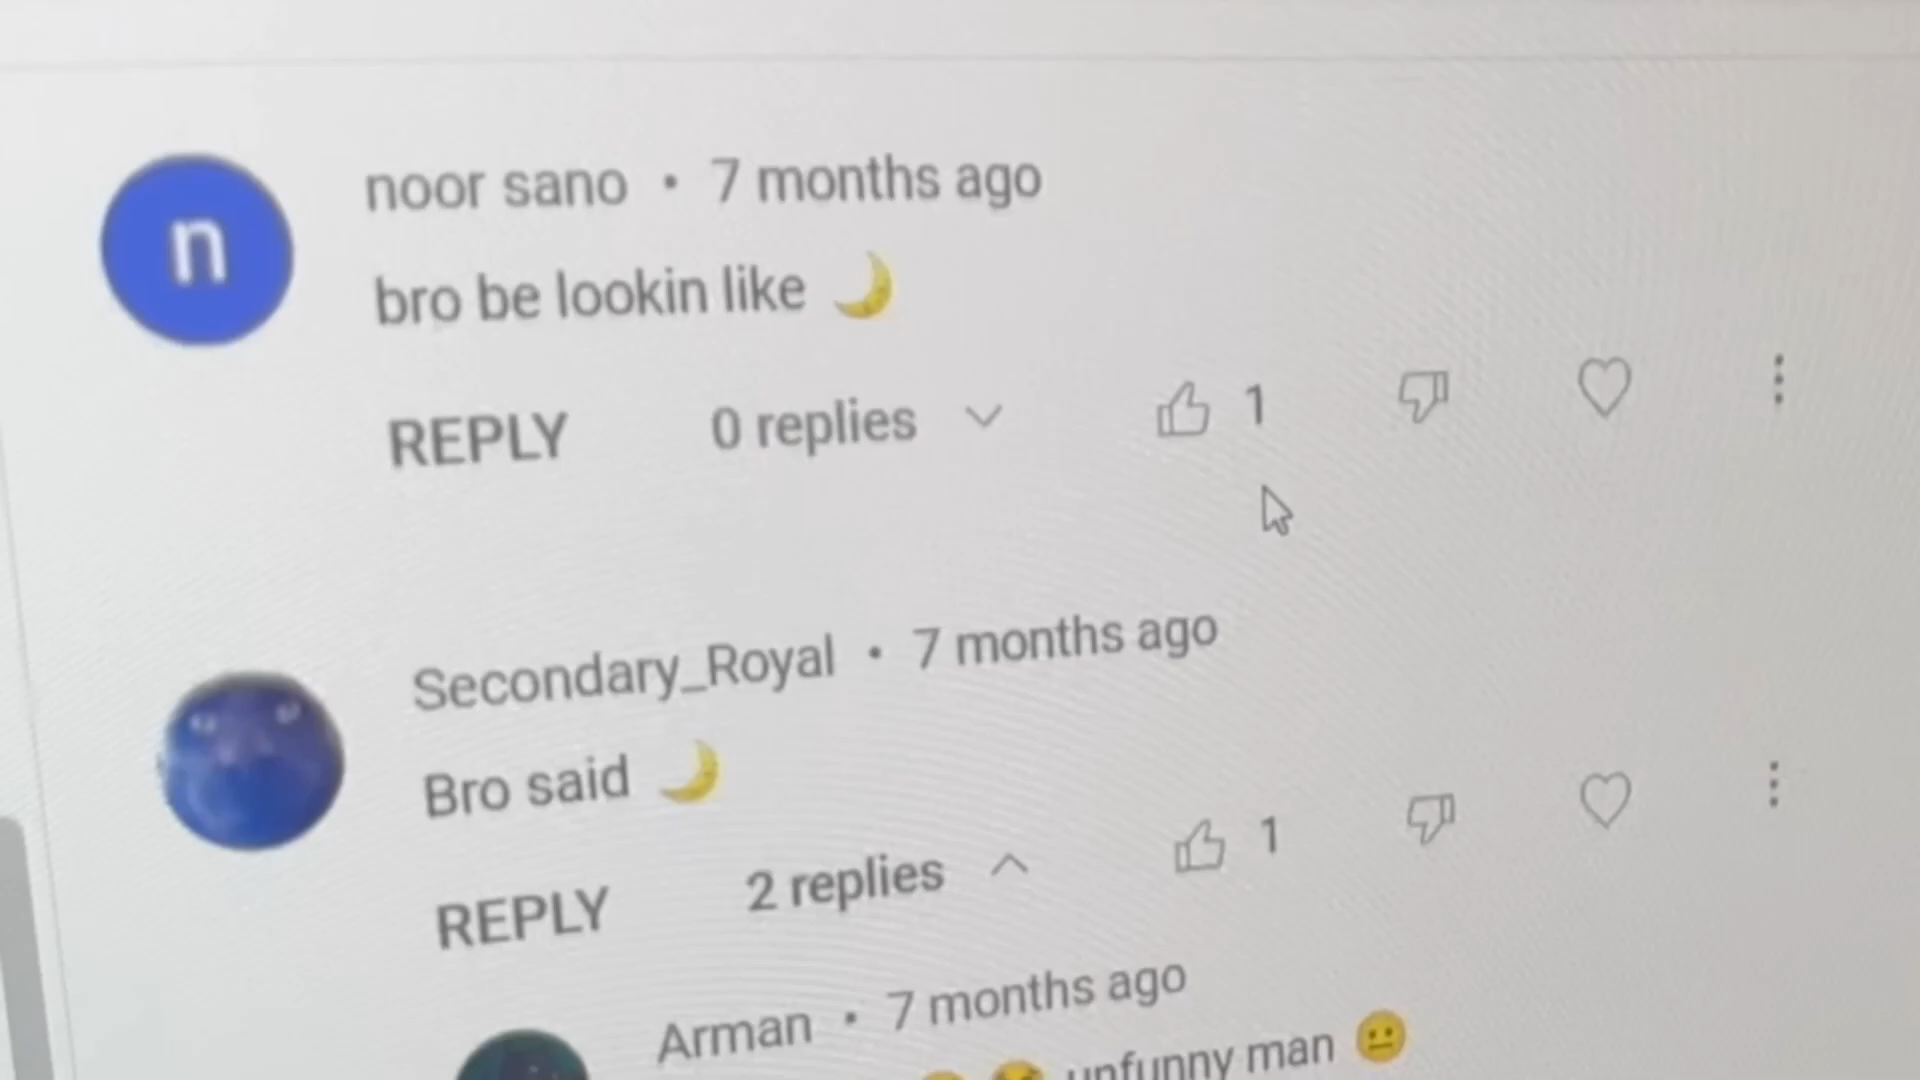 n
noor sano • 7 months ago
bro be lookin like 🌙
REPLY 0 replies 1
Secondary_Royal • 7 months ago
Bro said 🌙
REPLY 2 replies 1
Arman • 7 months ago
unfunny man 😐